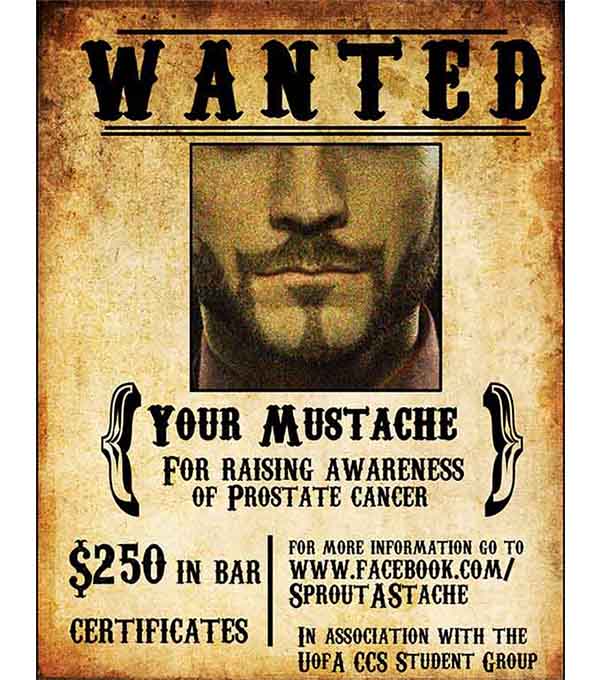 WANTED
YOUR MUSTACHE
FOR RAISING AWARENESS
OF PROSTATE CANCER
$250 IN BAR
CERTIFICATES
FOR MORE INFORMATION GO TO
WWW.FACEBOOK.COM/
SPROUTASTACHE
IN ASSOCIATION WITH THE
UOFA CCS STUDENT GROUP